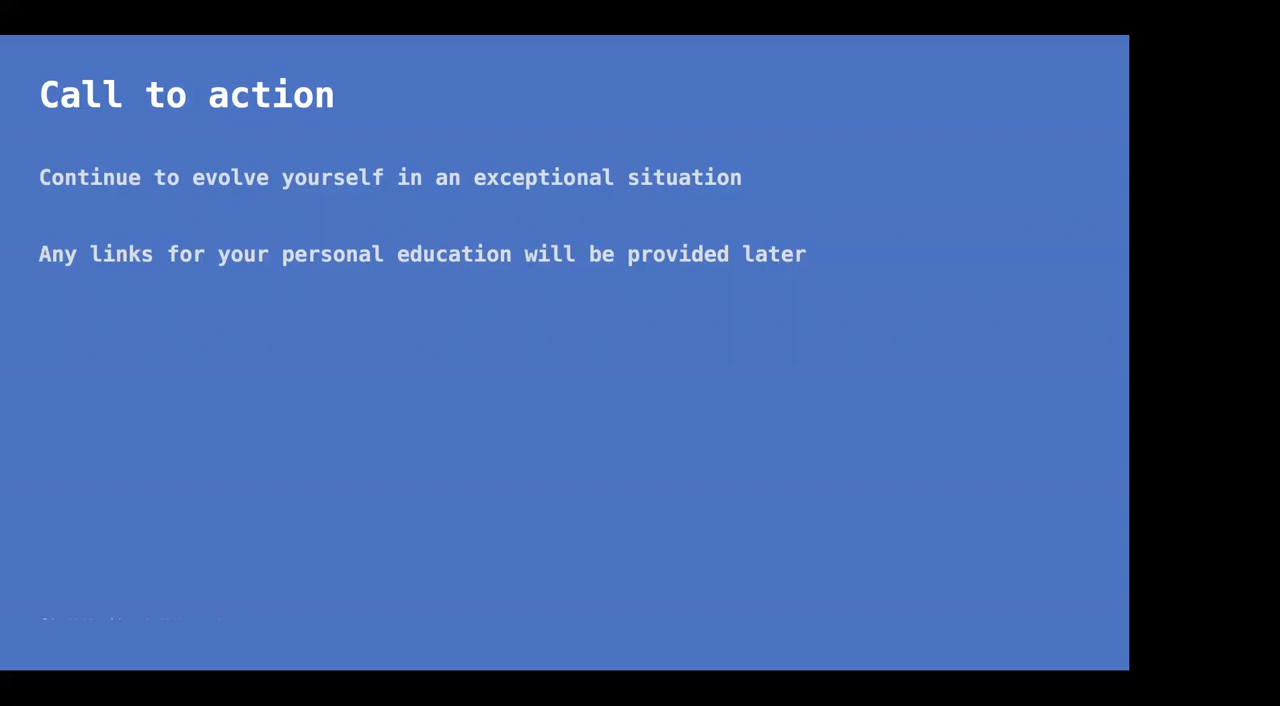 Call to action
Continue to evolve yourself in an exceptional situation
Any links for your personal education will be provided later